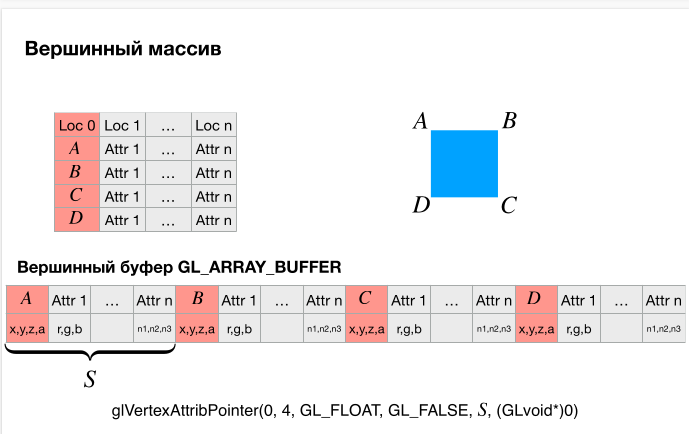 Вершинный массив
Loc 0 Loc 1 ... Loc n
A Attr 1 ... Attr n
B Attr 1 ... Attr n
C Attr 1 ... Attr n
D Attr 1 ... Attr n
A B
D C
Вершинный буфер GL_ARRAY_BUFFER
A Attr 1 ... Attr n B Attr 1 ... Attr n C Attr 1 ... Attr n D Attr 1 ... Attr n
x,y,z,a r,g,b n1,n2,n3 x,y,z,a r,g,b n1,n2,n3 x,y,z,a r,g,b n1,n2,n3 x,y,z,a r,g,b n1,n2,n3
S
glVertexAttribPointer(0, 4, GL_FLOAT, GL_FALSE, S, (GLvoid*)0)